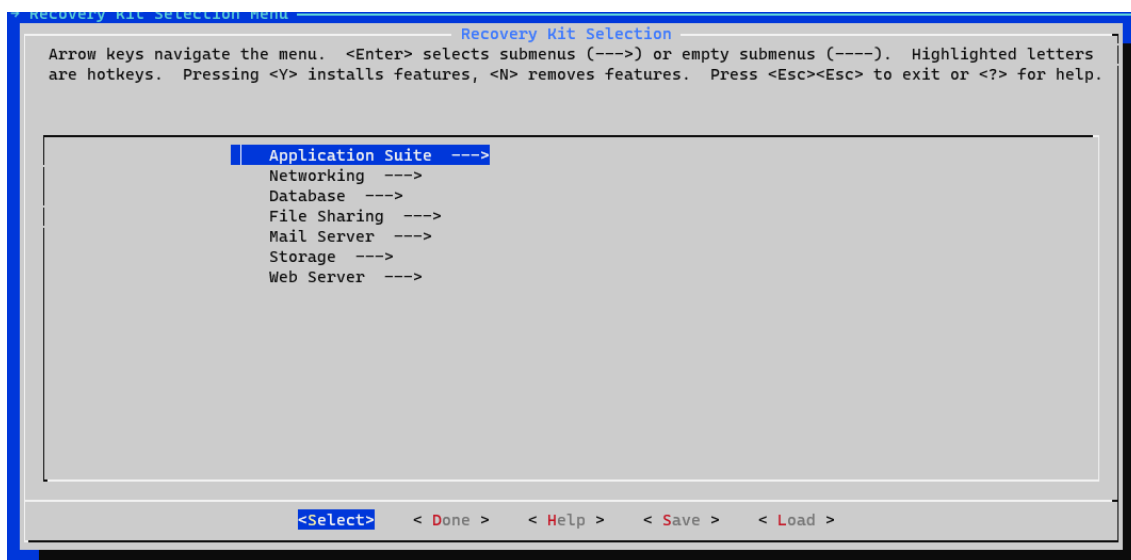 Recovery Kit Selection Menu
Recovery Kit Selection
Arrow keys navigate the menu.  <Enter> selects submenus (--->) or empty submenus (----).  Highlighted letters
are hotkeys.  Pressing <Y> installs features, <N> removes features.  Press <Esc><Esc> to exit or <?> for help.
Application Suite  --->
Networking  --->
Database  --->
File Sharing  --->
Mail Server  --->
Storage  --->
Web Server  --->
<Select>    < Done >    < Help >    < Save >    < Load >